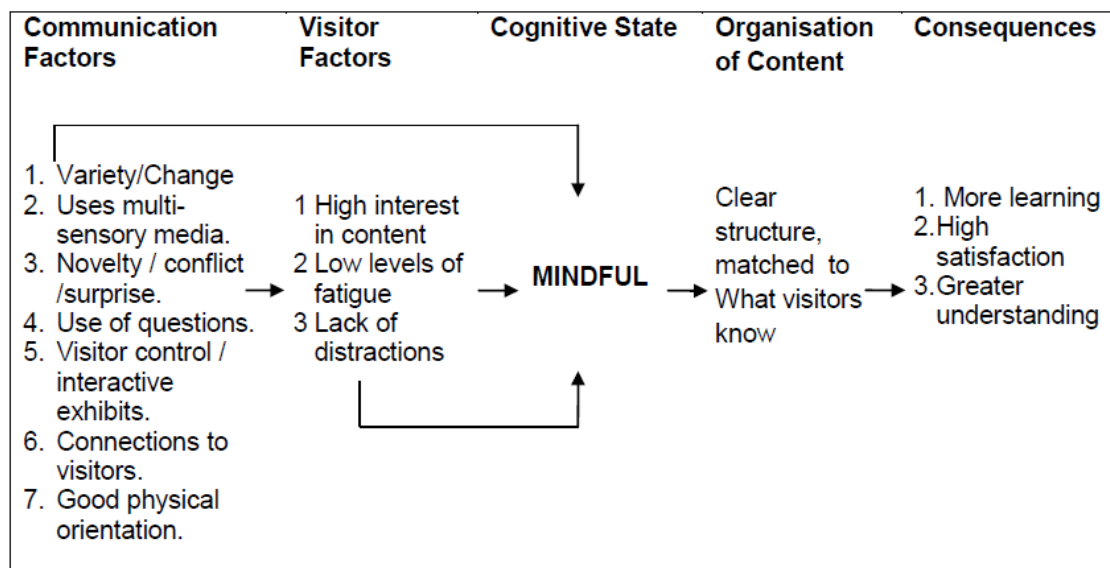 Communication Factors
Visitor Factors
Cognitive State
Organisation of Content
Consequences
1. Variety/Change
2. Uses multi-
sensory media.
3. Novelty / conflict
/surprise.
4. Use of questions.
5. Visitor control /
interactive
exhibits.
6. Connections to
visitors.
7. Good physical
orientation.
1 High interest
in content
2 Low levels of
fatigue
3 Lack of
distractions
MINDFUL
Clear
structure,
matched to
What visitors
know
1. More learning
2.High
satisfaction
3.Greater
understanding